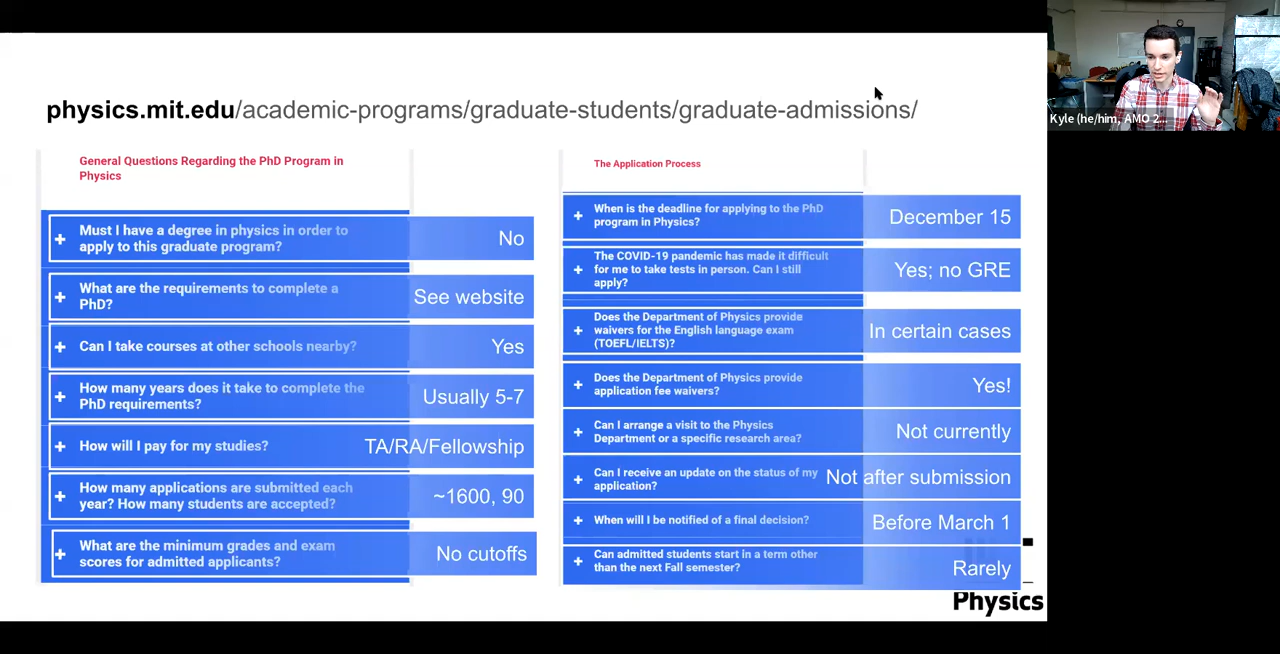 physics.mit.edu/academic-programs/graduate-students/graduate-admissions/
Kyle (he/him, AMO 2...
General Questions Regarding the PhD Program in
Physics
Must I have a degree in physics in order to
apply to this graduate program?
No
What are the requirements to complete a
PhD?
See website
Can I take courses at other schools nearby?
Yes
How many years does it take to complete the
PhD requirements?
Usually 5-7
How will I pay for my studies?
TA/RA/Fellowship
How many applications are submitted each
year? How many students are accepted?
~1600, 90
What are the minimum grades and exam
scores for admitted applicants?
No cutoffs
The Application Process
When is the deadline for applying to the PhD
program in Physics?
December 15
The COVID-19 pandemic has made it difficult
for me to take tests in person. Can I still
apply?
Yes; no GRE
Does the Department of Physics provide
waivers for the English language exam
(TOEFL/IELTS)?
In certain cases
Does the Department of Physics provide
application fee waivers?
Yes!
Can I arrange a visit to the Physics
Department or a specific research area?
Not currently
Can I receive an update on the status of my
application?
Not after submission
When will I be notified of a final decision?
Before March 1
Can admitted students start in a term other
than the next Fall semester?
Rarely
Physics